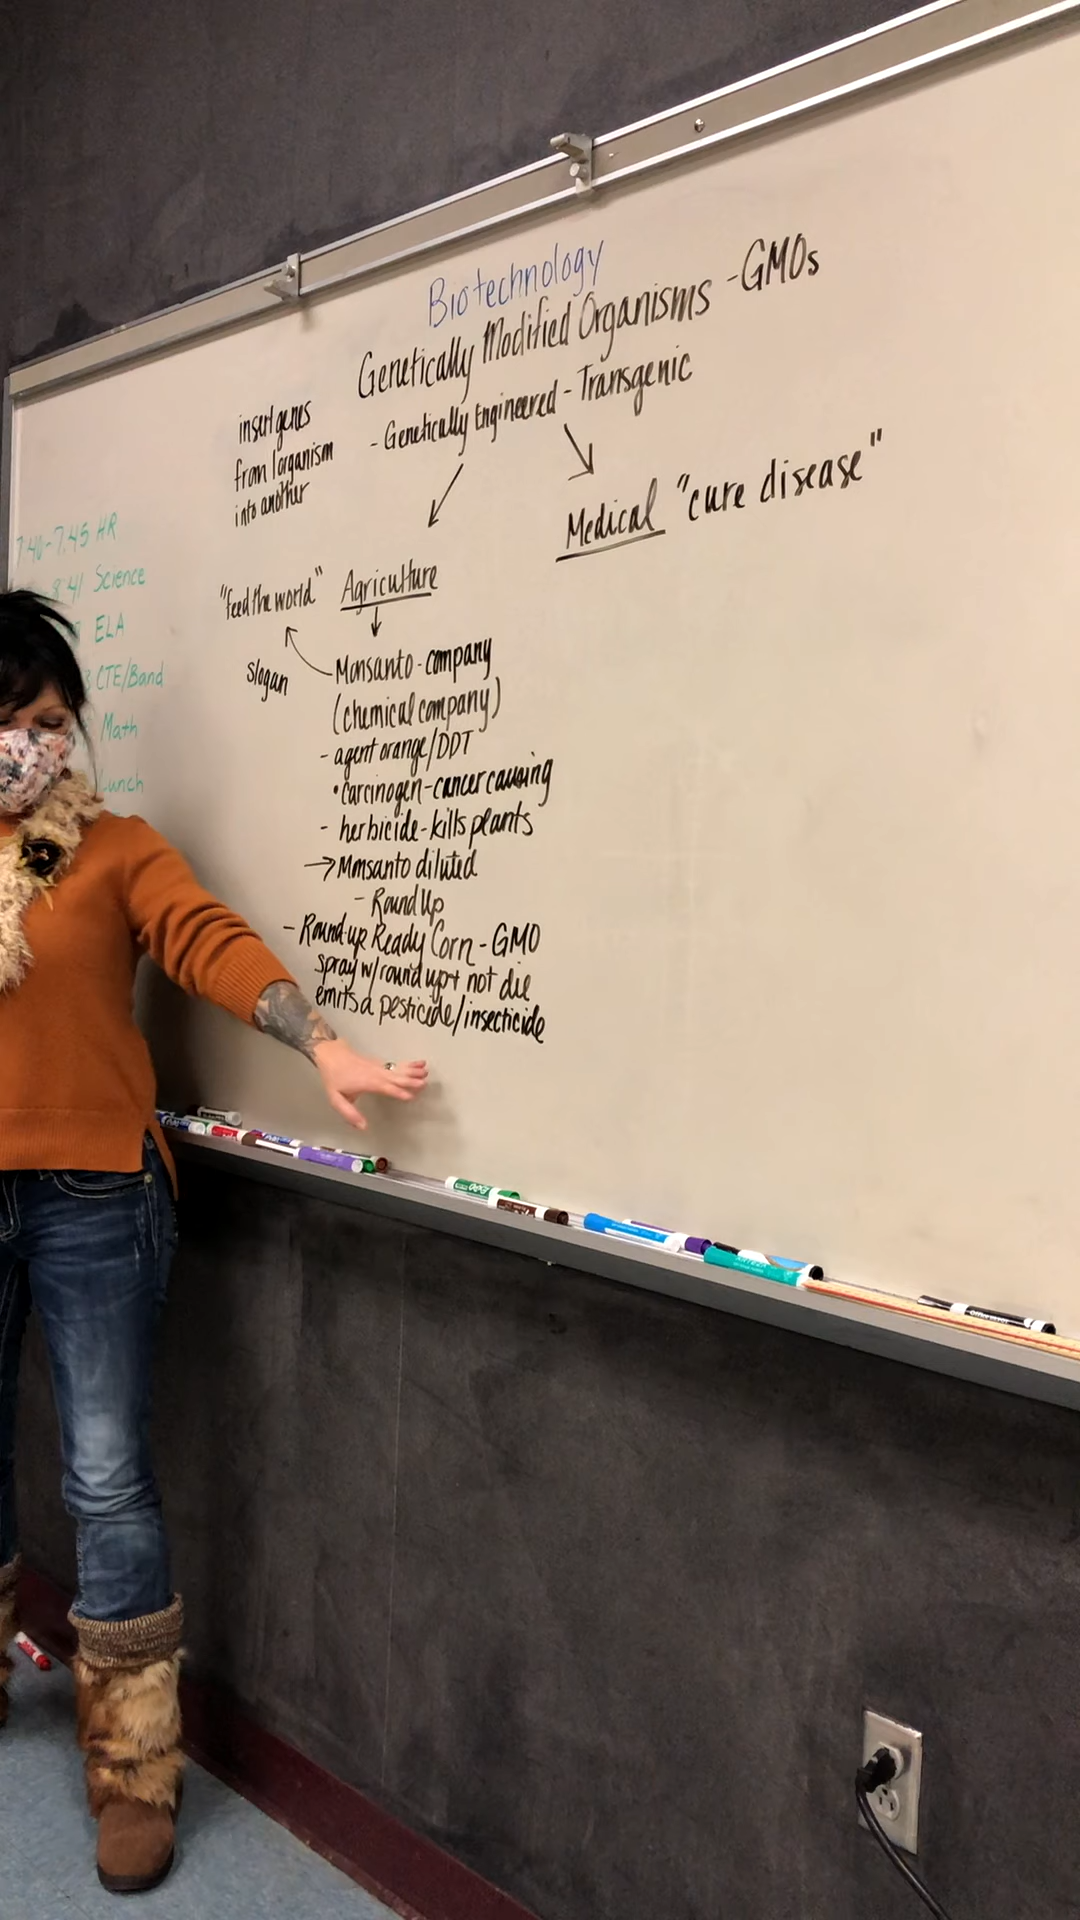 Biotechnology
Genetically Modified Organisms - GMOs
- Genetically Engineered - Transgenic
insert genes
from 1 organism
into another
Medical "cure disease"
"feed the world" Agriculture
slogan
Monsanto - company
(chemical company)
- agent orange/DDT
• carcinogen - cancer causing
- herbicide - kills plants
→ Monsanto diluted
- Round Up
- Round-up Ready Corn - GMO
spray w/ round up + not die
emits a pesticide/insecticide
7:40-7:45 HR
8:41 Science
ELA
CTE/Band
Math
Lunch